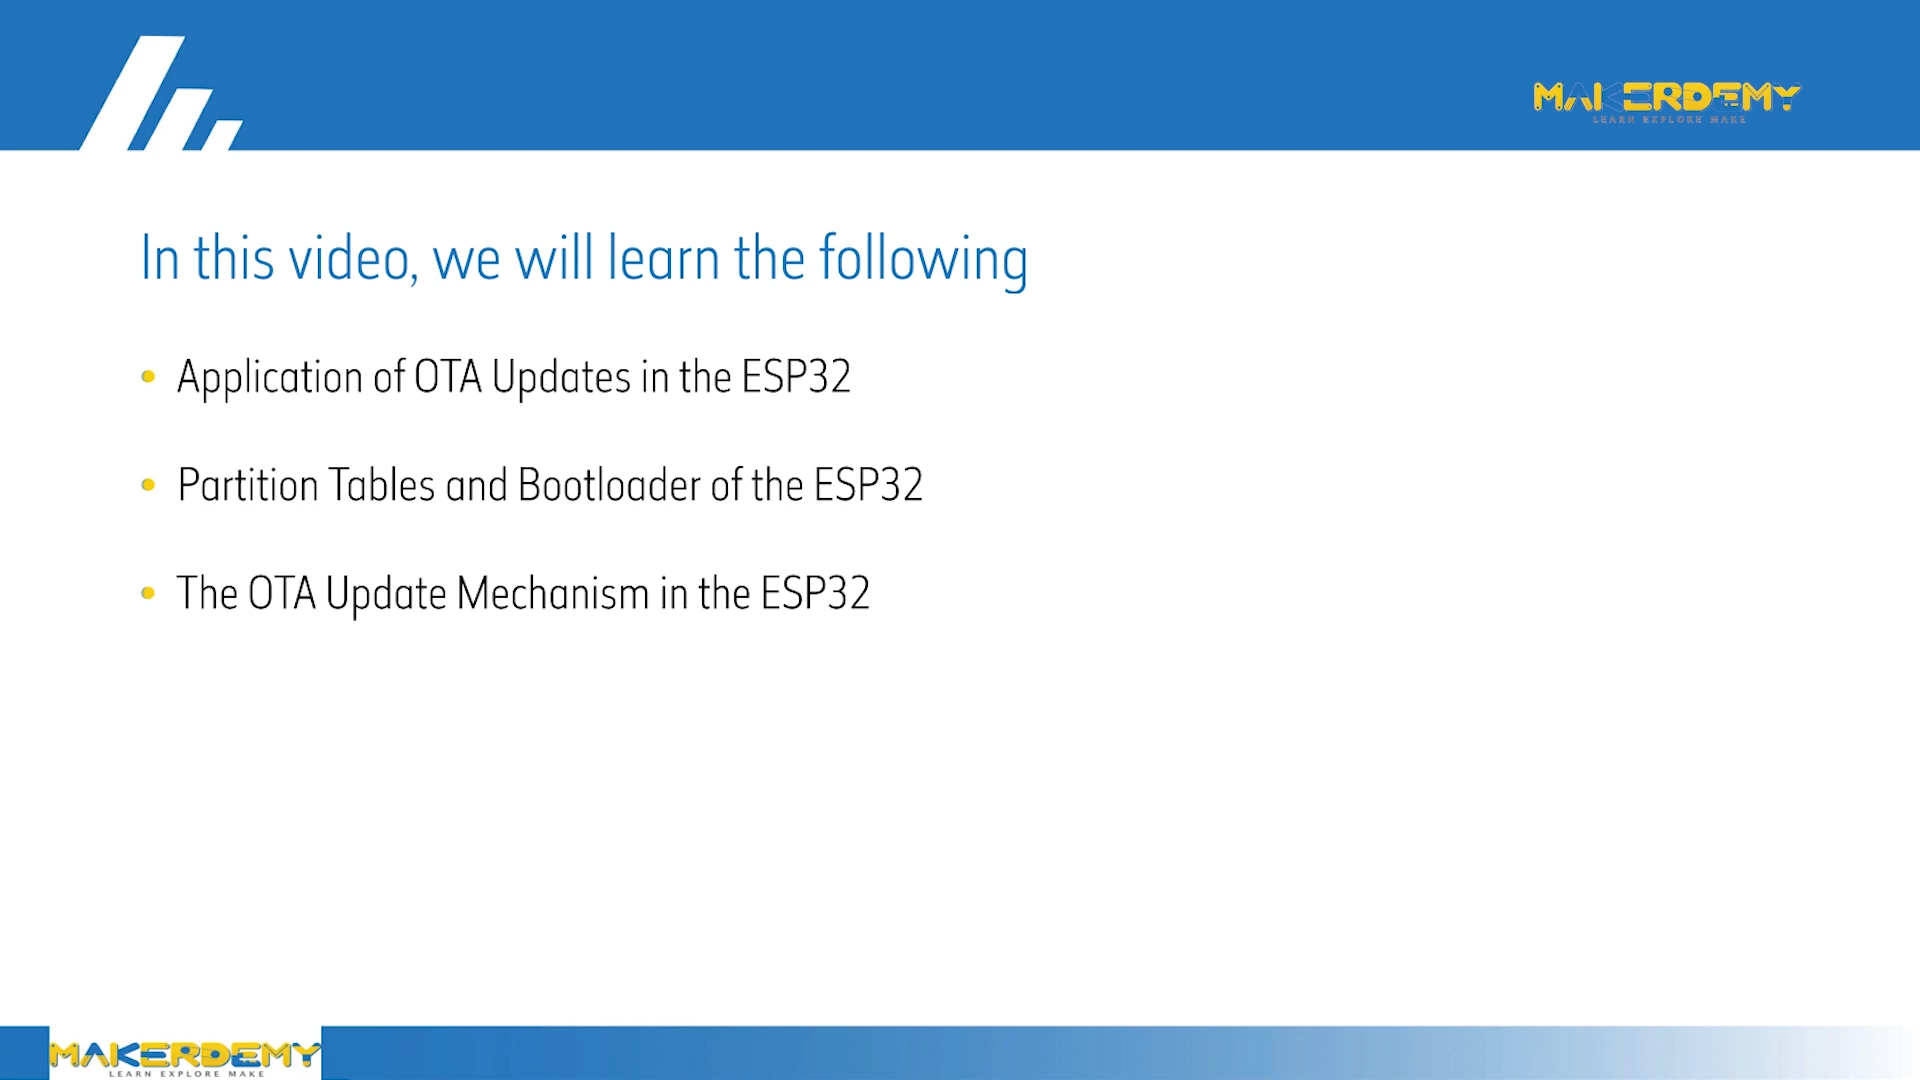 MAKERDEMY
LEARN EXPLORE MAKE
In this video, we will learn the following
• Application of OTA Updates in the ESP32
• Partition Tables and Bootloader of the ESP32
• The OTA Update Mechanism in the ESP32
MAKERDEMY
LEARN EXPLORE MAKE